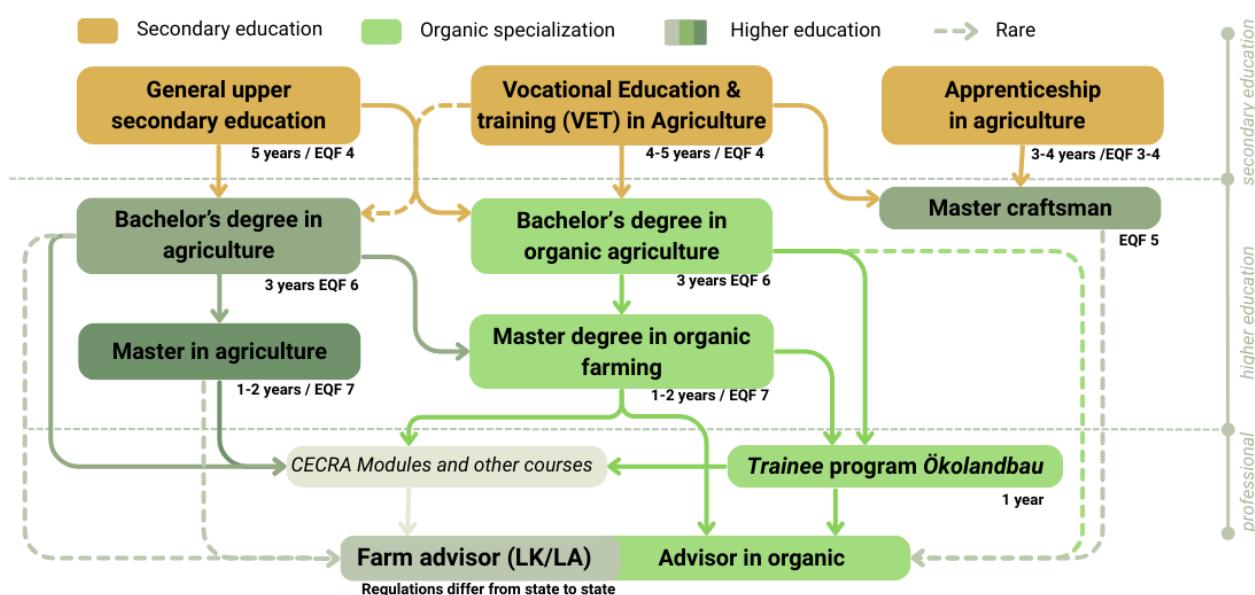 Secondary education
Organic specialization
Higher education
Rare
General upper
secondary education
5 years / EQF 4
Vocational Education &
training (VET) in Agriculture
4-5 years / EQF 4
Apprenticeship
in agriculture
3-4 years /EQF 3-4
secondary education
Bachelor's degree in
agriculture
3 years EQF 6
Bachelor's degree in
organic agriculture
3 years EQF 6
Master craftsman
EQF 5
higher education
Master in agriculture
1-2 years / EQF 7
Master degree in organic
farming
1-2 years / EQF 7
CECRA Modules and other courses
Trainee program Ökolandbau
1 year
professional
Farm advisor (LK/LA)
Advisor in organic
Regulations differ from state to state